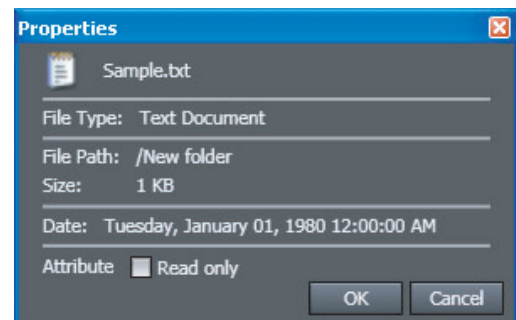 Properties
Sample.txt
File Type: Text Document
File Path: /New folder
Size: 1 KB
Date: Tuesday, January 01, 1980 12:00:00 AM
Attribute Read only
OK Cancel